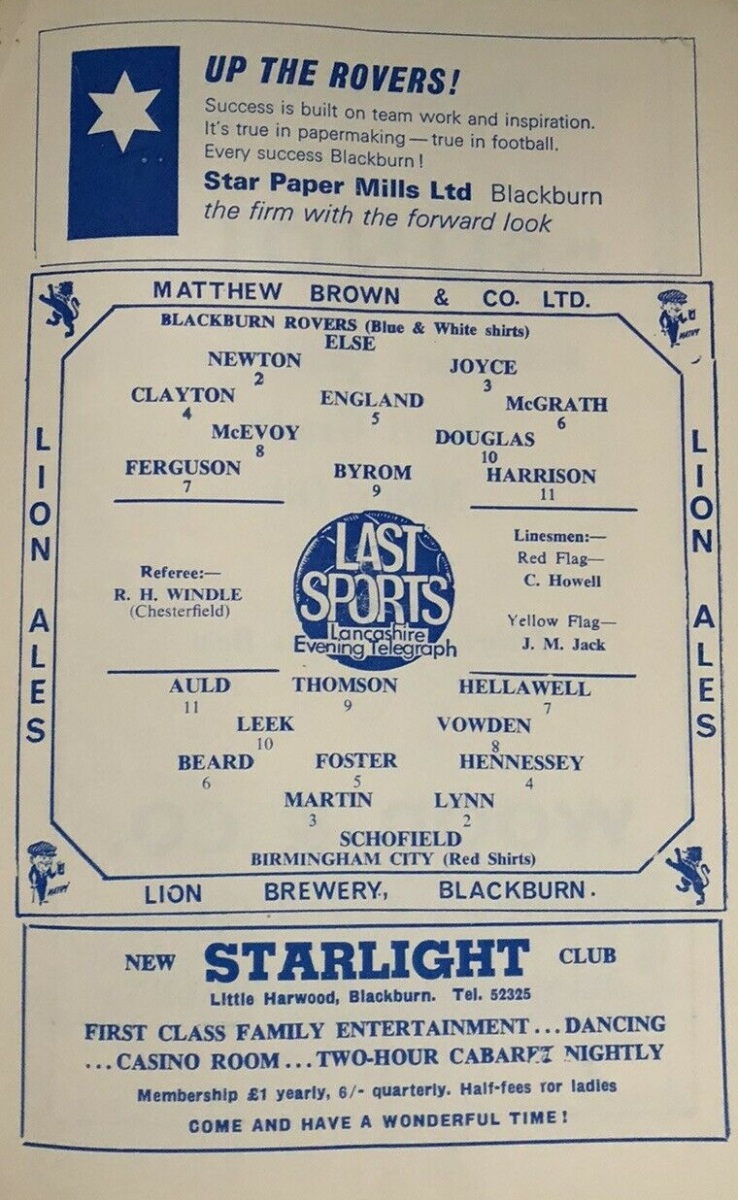 UP THE ROVERS!
Success is built on team work and inspiration.
It's true in papermaking — true in football.
Every success Blackburn!
Star Paper Mills Ltd Blackburn
the firm with the forward look
MATTHEW BROWN & CO. LTD.
BLACKBURN ROVERS (Blue & White shirts)
ELSE
NEWTON JOYCE
2 3
CLAYTON ENGLAND McGRATH
4 5 6
McEVOY DOUGLAS
8 10
FERGUSON BYROM HARRISON
7 9 11
LION ALES
LION ALES
Referee:—
R. H. WINDLE
(Chesterfield)
LAST
SPORTS
Lancashire
Evening Telegraph
Linesmen:—
Red Flag—
C. Howell
Yellow Flag—
J. M. Jack
AULD THOMSON HELLAWELL
11 9 7
LEEK VOWDEN
10 8
BEARD FOSTER HENNESSEY
6 5 4
MARTIN LYNN
3 2
SCHOFIELD
BIRMINGHAM CITY (Red Shirts)
LION BREWERY, BLACKBURN.
NEW STARLIGHT CLUB
Little Harwood, Blackburn. Tel. 52325
FIRST CLASS FAMILY ENTERTAINMENT...DANCING
...CASINO ROOM...TWO-HOUR CABARET NIGHTLY
Membership £1 yearly, 6/- quarterly. Half-fees for ladies
COME AND HAVE A WONDERFUL TIME!